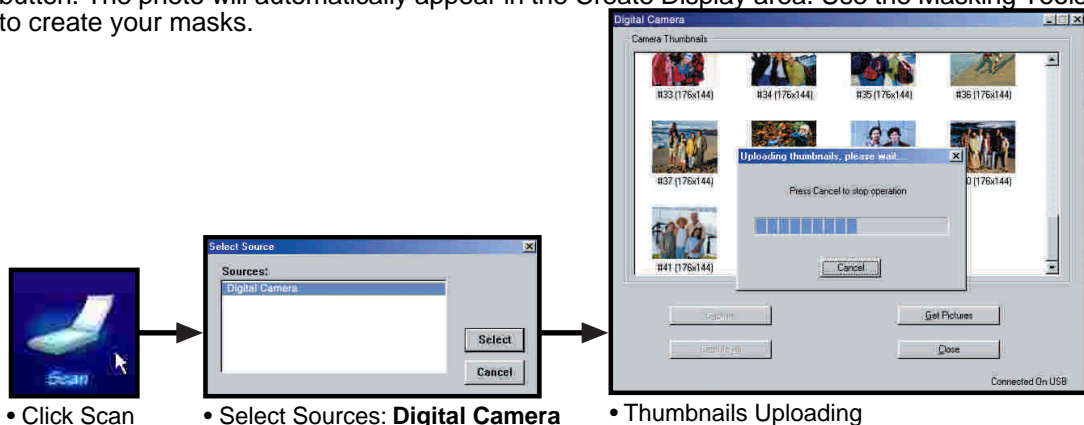 button. The photo will automatically appear in the Create Display area. Use the Masking Tools
to create your masks.
Digital Camera
Camera Thumbnails
#33 (176x144)
#34 (176x144)
#35 (176x144)
#36 (176x144)
Uploading thumbnails, please wait....
#37 (176x144)
0 (176x144)
Press Cancel to stop operation
#41 (176x144)
Cancel
Get Pictures
Close
Connected On USB
Select Source
Sources:
Digital Camera
Select
Cancel
Scan
• Click Scan
• Select Sources: Digital Camera
• Thumbnails Uploading